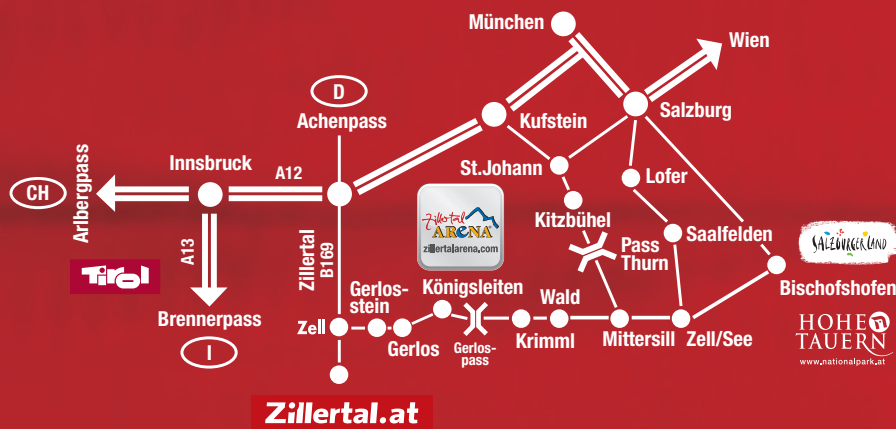 München
Wien
D
Achenpass
Kufstein
Salzburg
Innsbruck
A12
CH
Arlbergpass
A13
Tirol
Zillertal
B169
St.Johann
Lofer
Zillertal
ARENA
zillertalarena.com
Kitzbühel
Pass
Thurn
Saalfelden
SALZBURGERLAND
Bischofshofen
Brennerpass
I
Gerlos-
stein
Königsleiten
Wald
Zell
Gerlos
Gerlos-
pass
Krimml
Mittersill
Zell/See
HOHE
TAUERN
www.nationalpark.at
Zillertal.at